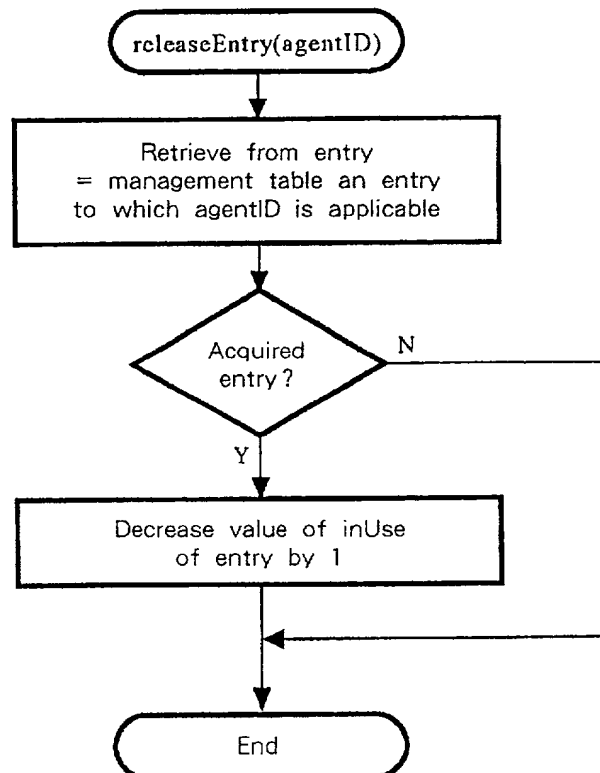 releaseEntry(agentID)
Retrieve from entry
= management table an entry
to which agentID is applicable
Acquired
entry?
N
Y
Decrease value of inUse
of entry by 1
End